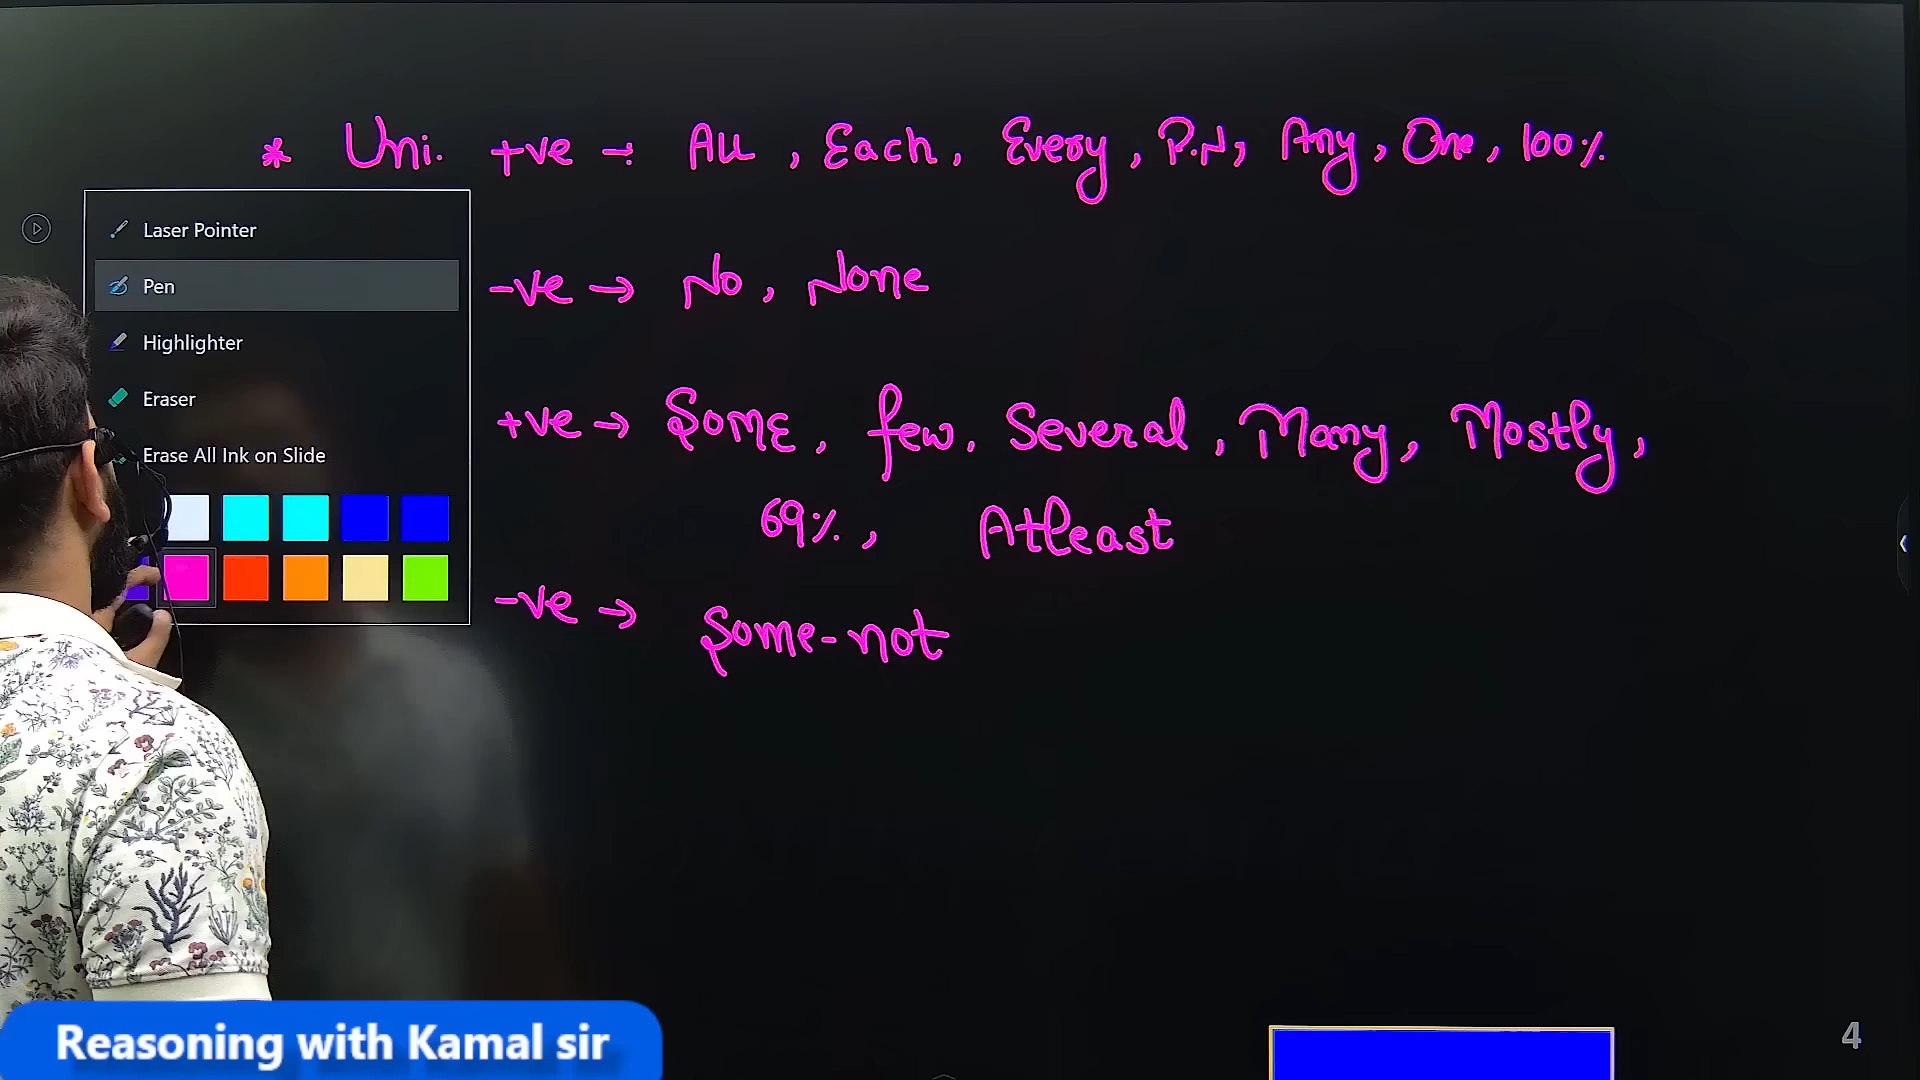 * Uni. +ve -: All, Each, Every, P.N, Any, One, 100%
Laser Pointer
Pen
-ve → No, None
Highlighter
Eraser
+ve → Some, few, Several, Many, Mostly,
Erase All Ink on Slide
69%, Atleast
-ve → Some-not
Reasoning with Kamal sir
4